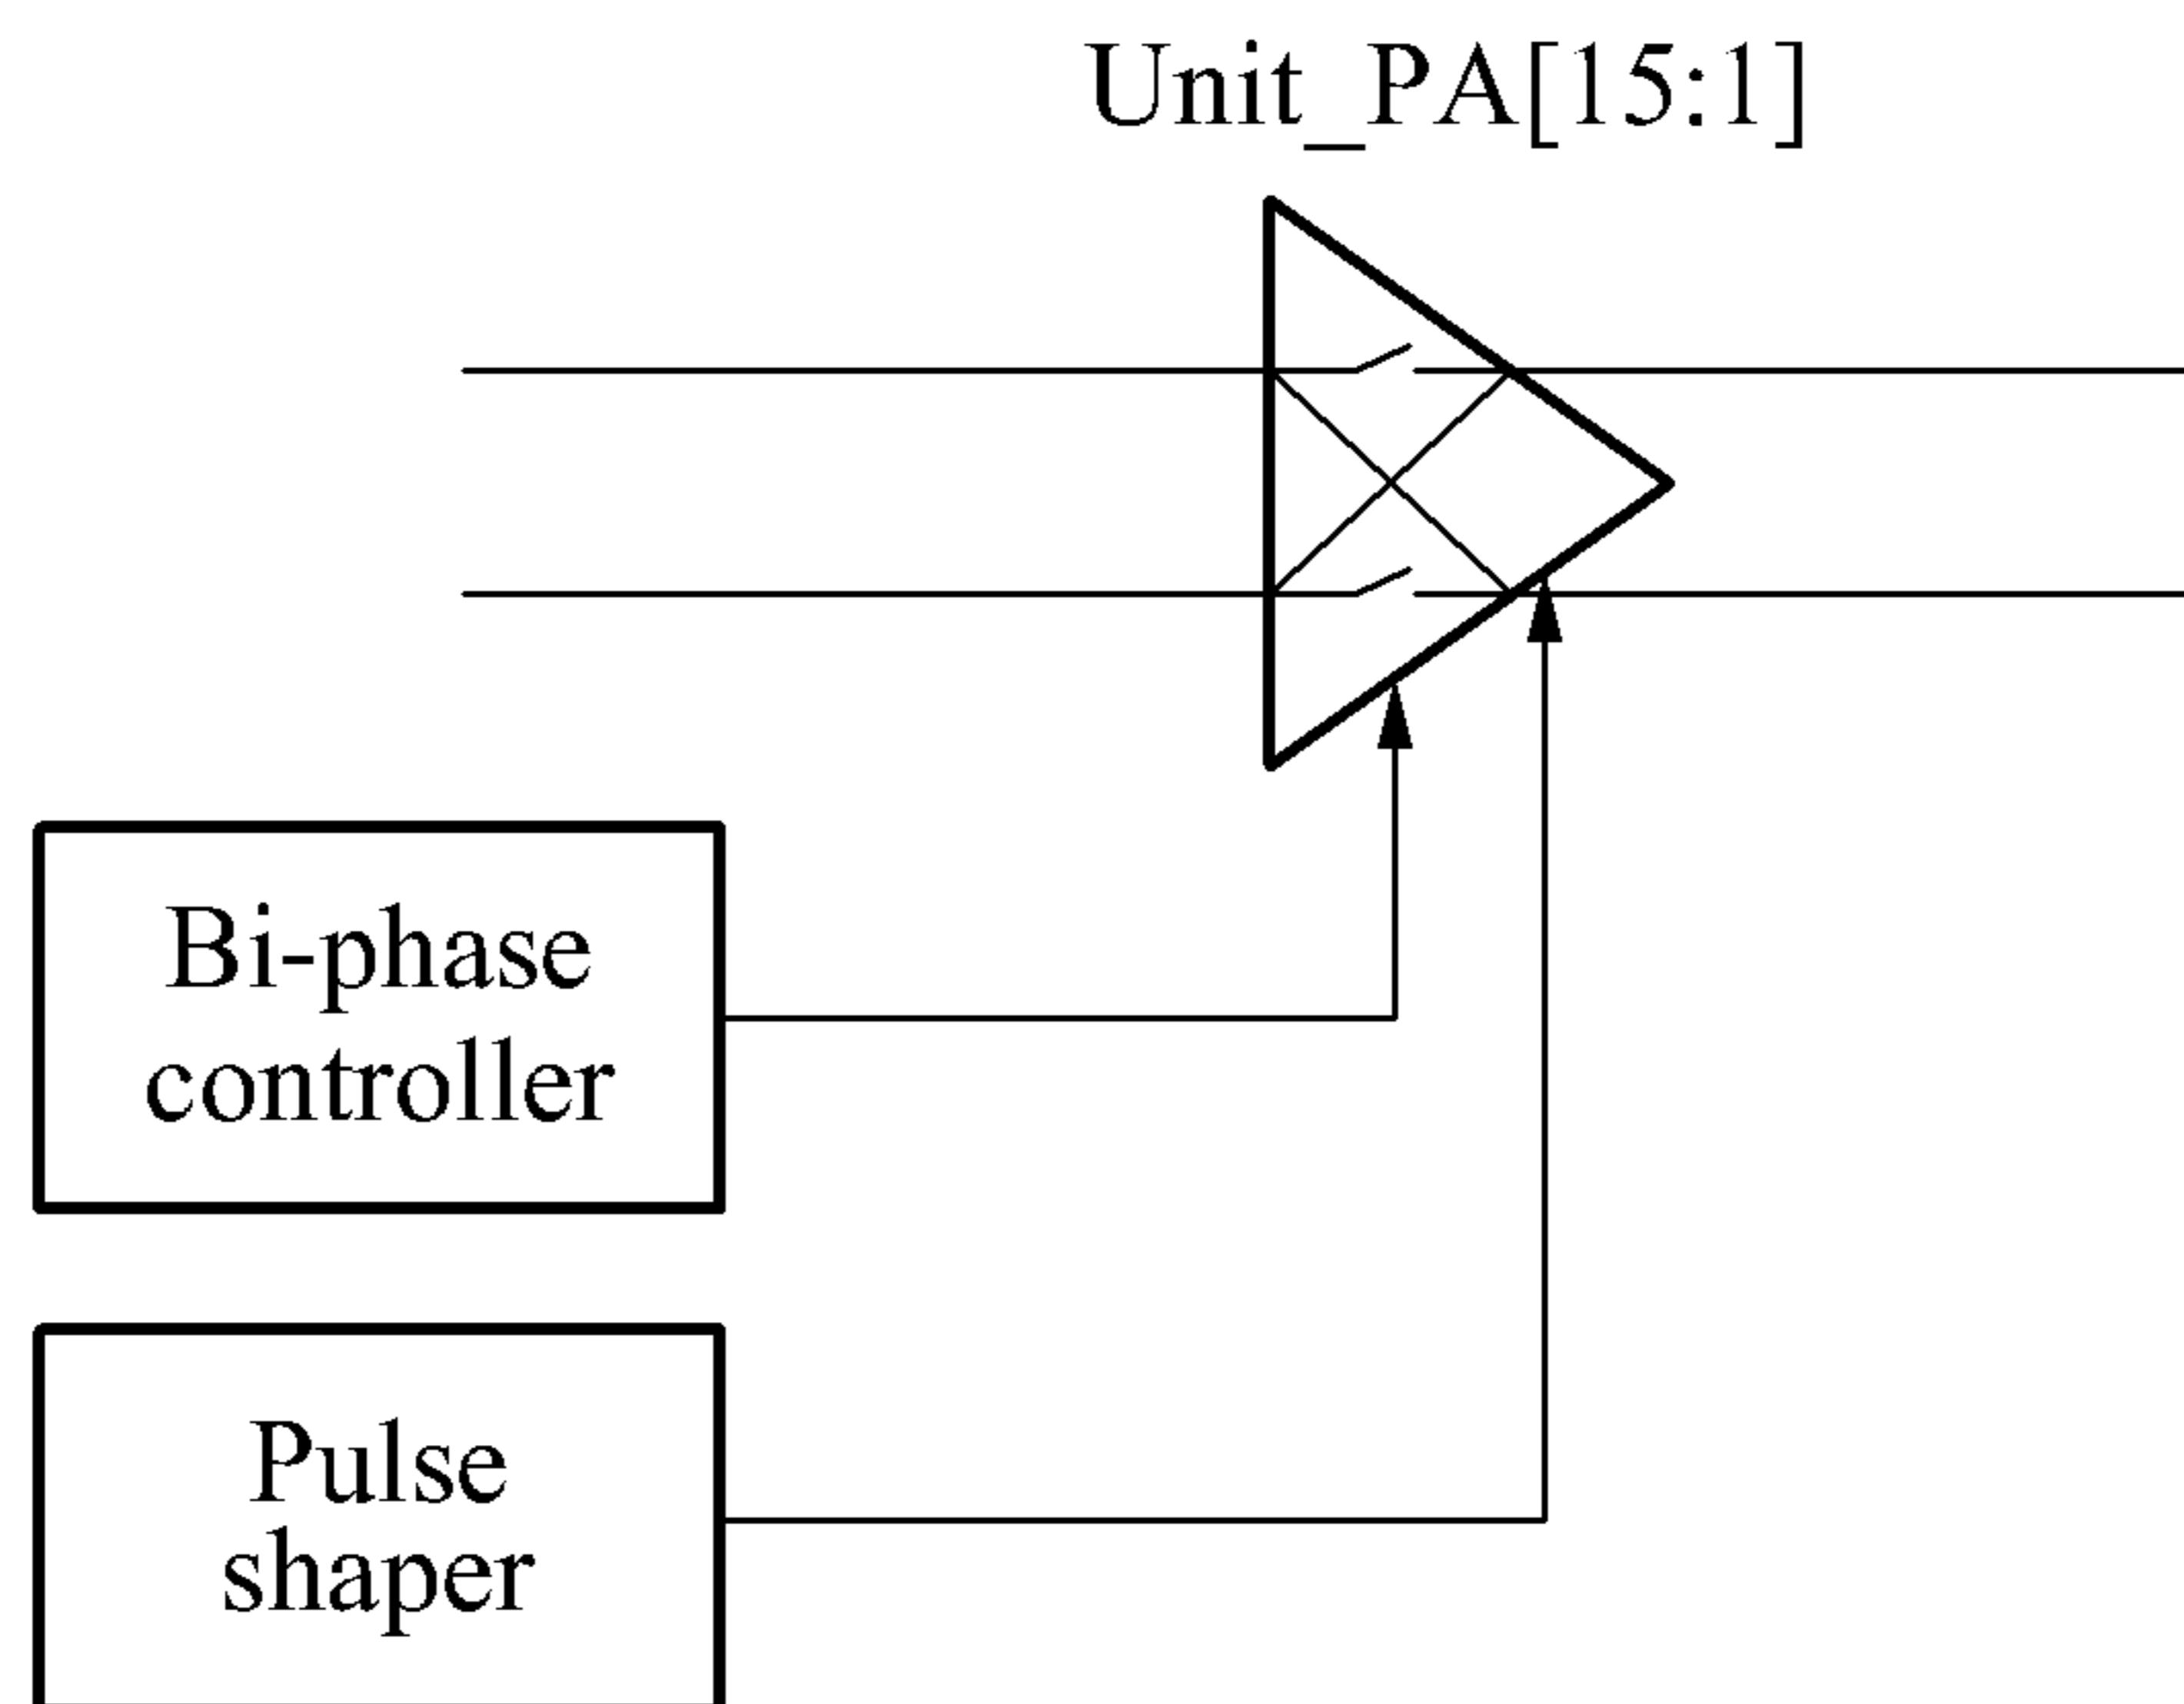 Unit_PA[15:1]
Bi-phase
controller
Pulse
shaper